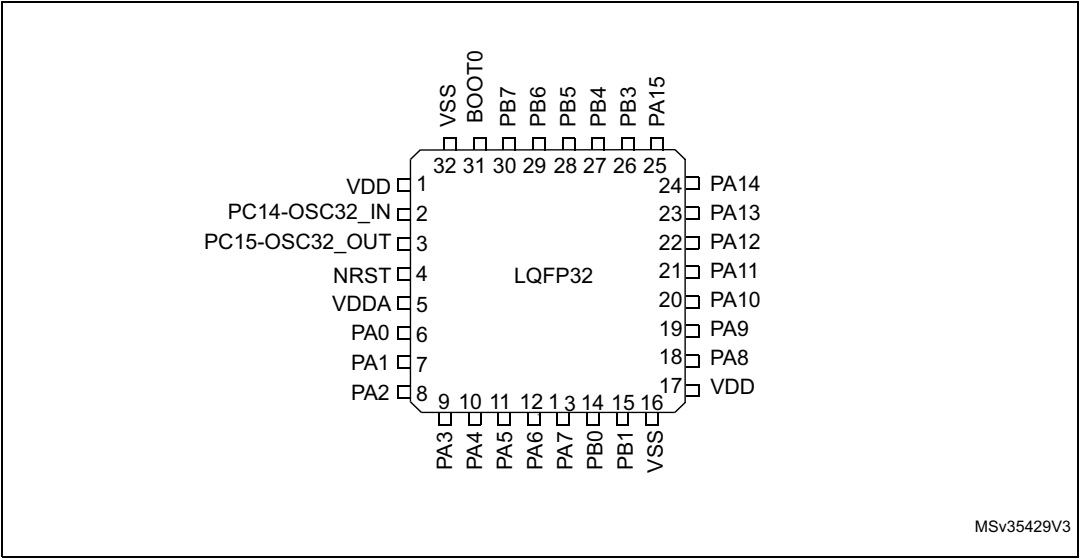 VSS
BOOT0
PB7
PB6
PB5
PB4
PB3
PA15
32 31 30 29 28 27 26 25
VDD 1
PC14-OSC32_IN 2
PC15-OSC32_OUT 3
NRST 4
VDDA 5
PA0 6
PA1 7
PA2 8
LQFP32
24 PA14
23 PA13
22 PA12
21 PA11
20 PA10
19 PA9
18 PA8
17 VDD
9 10 11 12 1 3 14 15 16
PA3
PA4
PA5
PA6
PA7
PB0
PB1
VSS
MSv35429V3